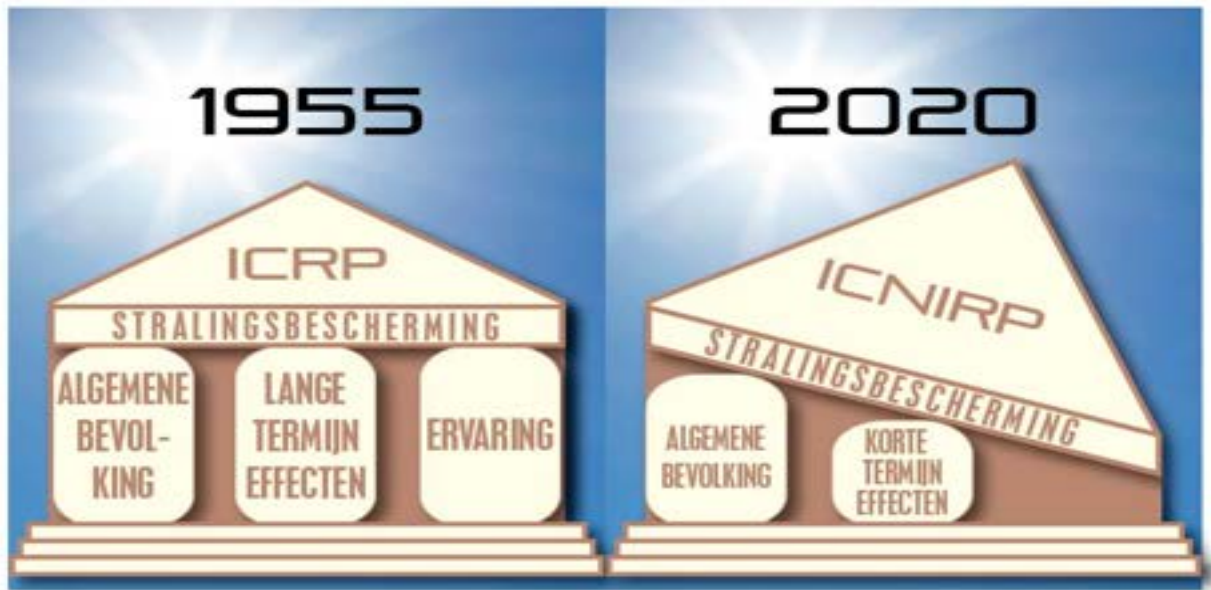 1955
ICRP
STRALINGSBESCHERMING
ALGEMENE
BEVOL-
KING
LANGE
TERMIJN
EFFECTEN
ERVARING
2020
ICNIRP
STRALINGSBESCHERMING
ALGEMENE
BEVOLKING
KORTE
TERMIJN
EFFECTEN